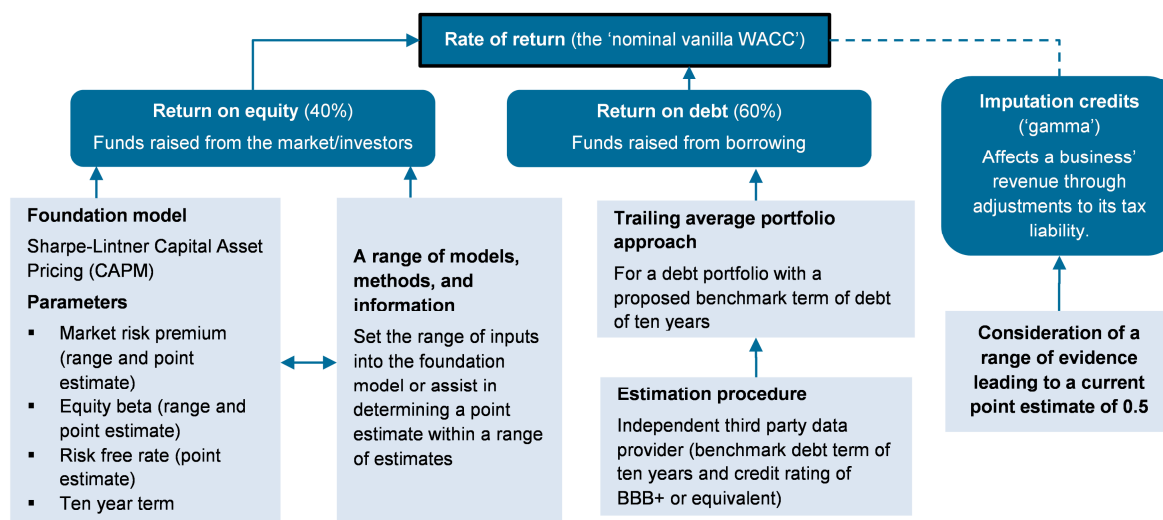 Rate of return (the ‘nominal vanilla WACC’)
Return on equity (40%)
Funds raised from the market/investors
Return on debt (60%)
Funds raised from borrowing
Imputation credits
(‘gamma’)
Affects a business’
revenue through
adjustments to its tax
liability.
Foundation model
Sharpe-Lintner Capital Asset
Pricing (CAPM)
Parameters
▪ Market risk premium
(range and point
estimate)
▪ Equity beta (range and
point estimate)
▪ Risk free rate (point
estimate)
▪ Ten year term
A range of models,
methods, and
information
Set the range of inputs
into the foundation
model or assist in
determining a point
estimate within a range
of estimates
Trailing average portfolio
approach
For a debt portfolio with a
proposed benchmark term of debt
of ten years
Estimation procedure
Independent third party data
provider (benchmark debt term of
ten years and credit rating of
BBB+ or equivalent)
Consideration of a
range of evidence
leading to a current
point estimate of 0.5